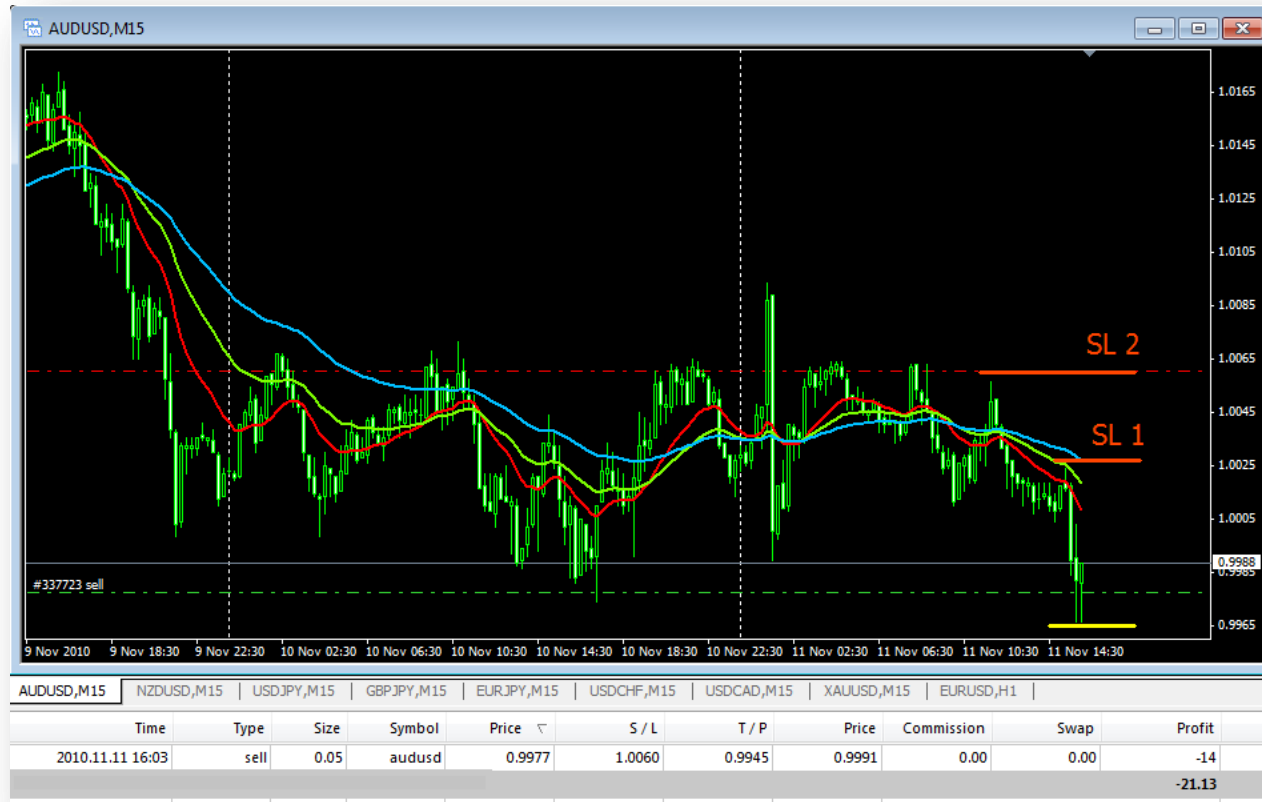 AUDUSD,M15
1.0165
1.0145
1.0125
1.0105
1.0085
SL 2
1.0065
1.0045
SL 1
1.0025
1.0005
0.9988
#337723 sell
0.9985
0.9965
9 Nov 2010 9 Nov 18:30 9 Nov 22:30 10 Nov 02:30 10 Nov 06:30 10 Nov 10:30 10 Nov 14:30 10 Nov 18:30 10 Nov 22:30 11 Nov 02:30 11 Nov 06:30 11 Nov 10:30 11 Nov 14:30
AUDUSD,M15 NZDUSD,M15 USDJPY,M15 GBPJPY,M15 EURJPY,M15 USDCHF,M15 USDCAD,M15 XAUUSD,M15 EURUSD,H1
Time Type Size Symbol Price S / L T / P Price Commission Swap Profit
2010.11.11 16:03 sell 0.05 audusd 0.9977 1.0060 0.9945 0.9991 0.00 0.00 -14
-21.13